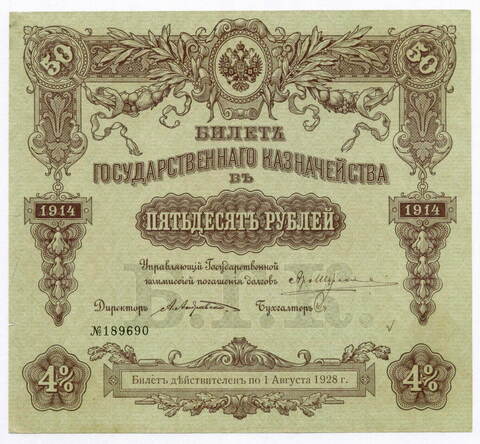 50 50
БИЛЕТЪ
ГОСУДАРСТВЕННАГО КАЗНАЧЕЙСТВА
ВЪ
1914 1914
ПЯТЬДЕСЯТЪ РУБЛЕЙ
Управляющій Государственной
коммиссіей погашенія долговъ
Директоръ Бухгалтеръ
№189690
4% 4%
Билетъ дѣйствителенъ по 1 Августа 1928 г.